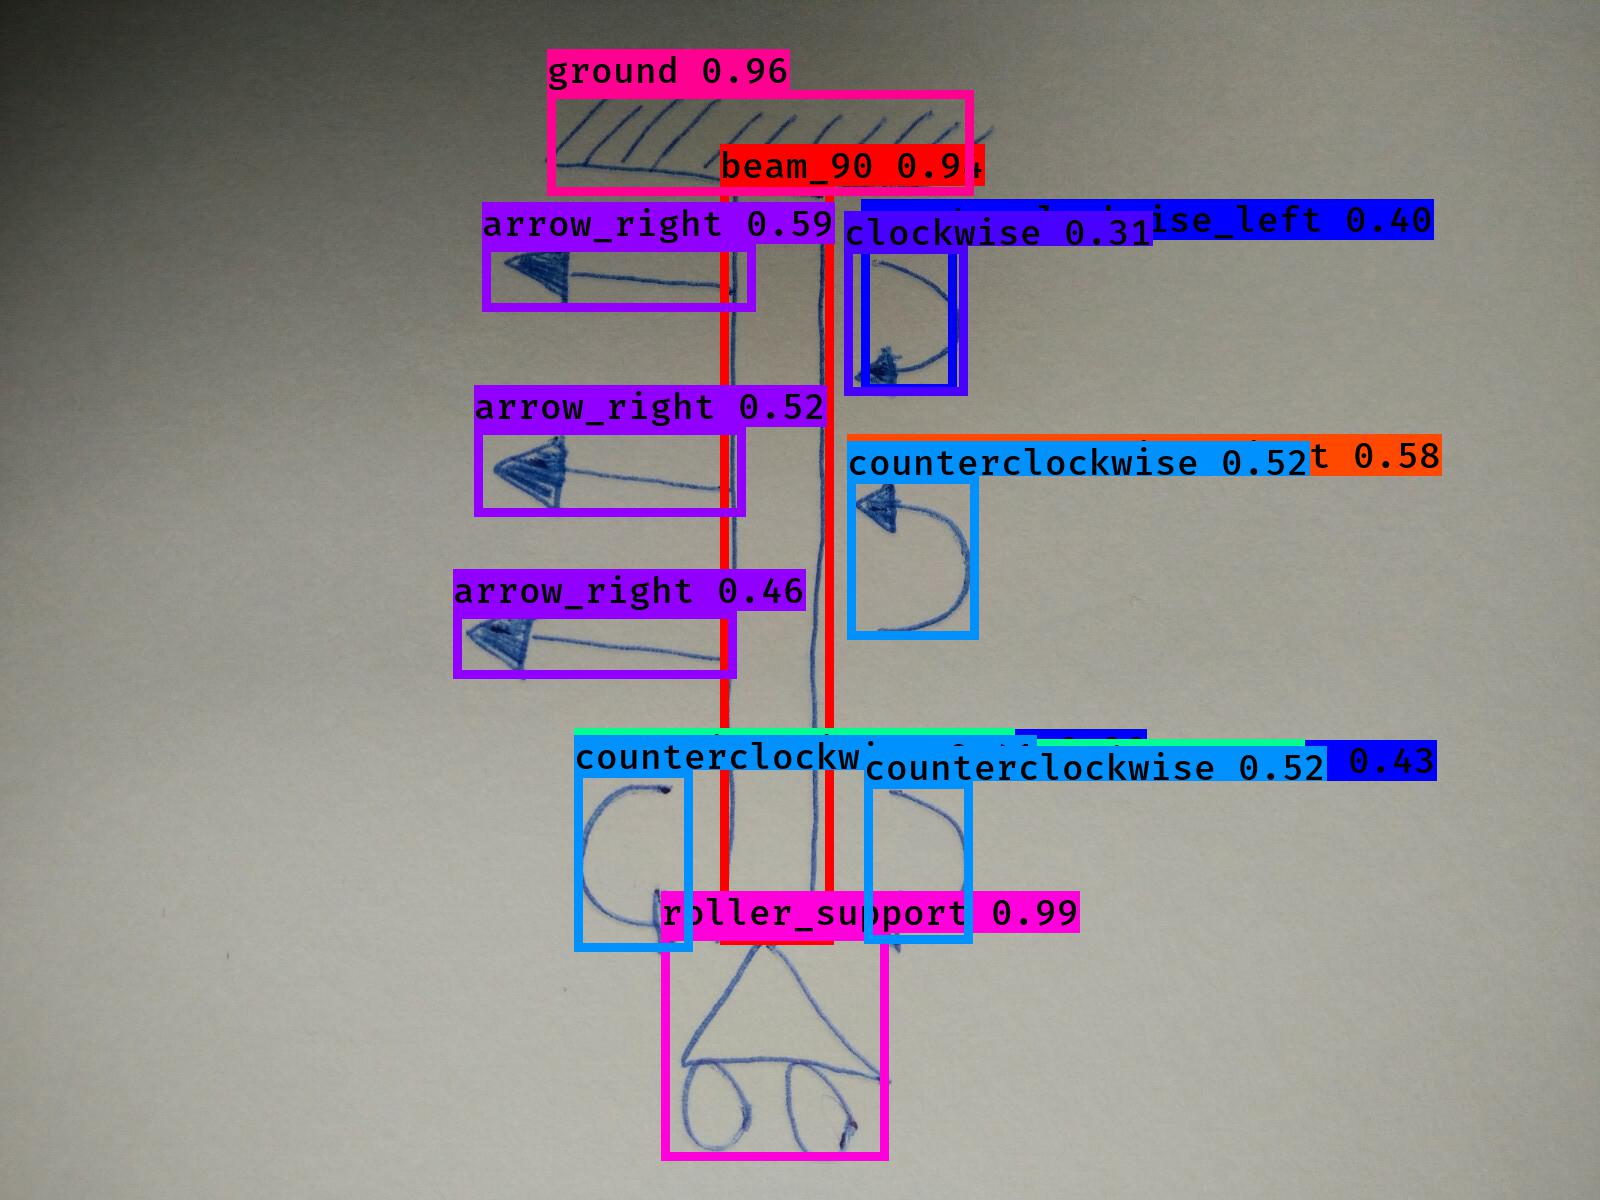 ground 0.96
beam_90 0.94
arrow_right 0.59
ise_left 0.40
clockwise 0.31
arrow_right 0.52
t 0.58
counterclockwise 0.52
arrow_right 0.46
counterclockw
0.43
counterclockwise 0.52
roller_support 0.99